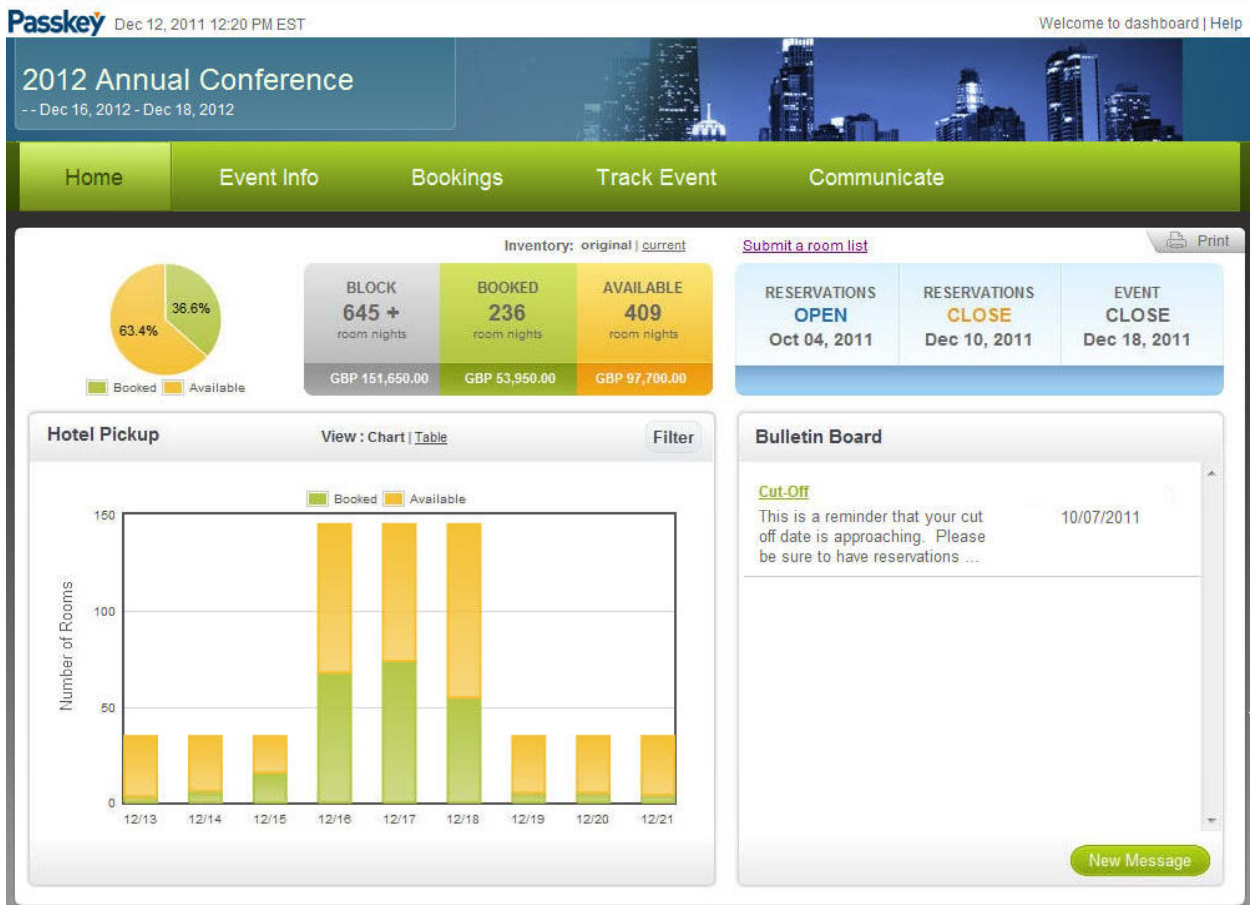 Passkey Dec 12, 2011 12:20 PM EST
Welcome to dashboard | Help
2012 Annual Conference
- - Dec 16, 2012 - Dec 18, 2012
Home Event Info Bookings Track Event Communicate
Inventory: original | current
Submit a room list
Print
36.6%
63.4%
Booked Available
BLOCK
645 +
room nights
GBP 151,650.00
BOOKED
236
room nights
GBP 53,950.00
AVAILABLE
409
room nights
GBP 97,700.00
RESERVATIONS
OPEN
Oct 04, 2011
RESERVATIONS
CLOSE
Dec 10, 2011
EVENT
CLOSE
Dec 18, 2011
Hotel Pickup
View : Chart | Table
Filter
Booked Available
Number of Rooms
150
100
50
0
12/13 12/14 12/15 12/16 12/17 12/18 12/19 12/20 12/21
Bulletin Board
Cut-Off
This is a reminder that your cut
off date is approaching. Please
be sure to have reservations ...
10/07/2011
New Message